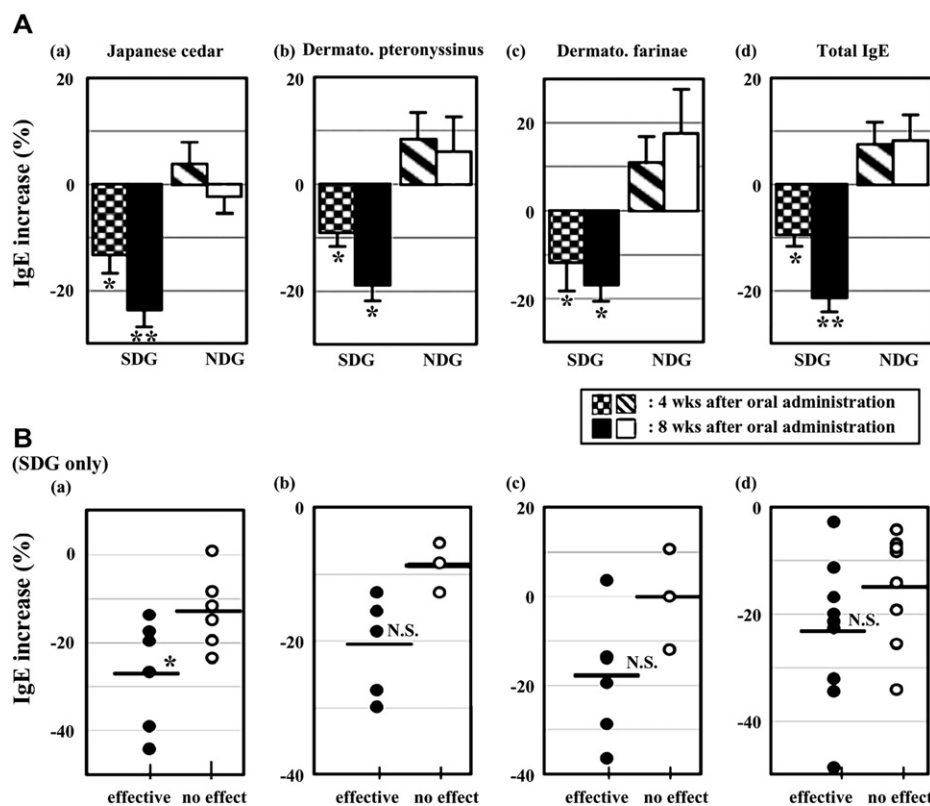 A
(a) Japanese cedar
(b) Dermato. pteronyssinus
(c) Dermato. farinae
(d) Total IgE
IgE increase (%)
20
0
-20
*
**
SDG NDG
20
0
-20
*
*
SDG NDG
20
0
-20
*
*
SDG NDG
20
0
-20
*
**
SDG NDG
: 4 wks after oral administration
: 8 wks after oral administration
B
(SDG only)
IgE increase (%)
(a)
0
-20
-40
*
effective no effect
(b)
0
-20
-40
N.S.
effective no effect
(c)
20
0
-20
-40
N.S.
effective no effect
(d)
0
-20
-40
N.S.
effective no effect